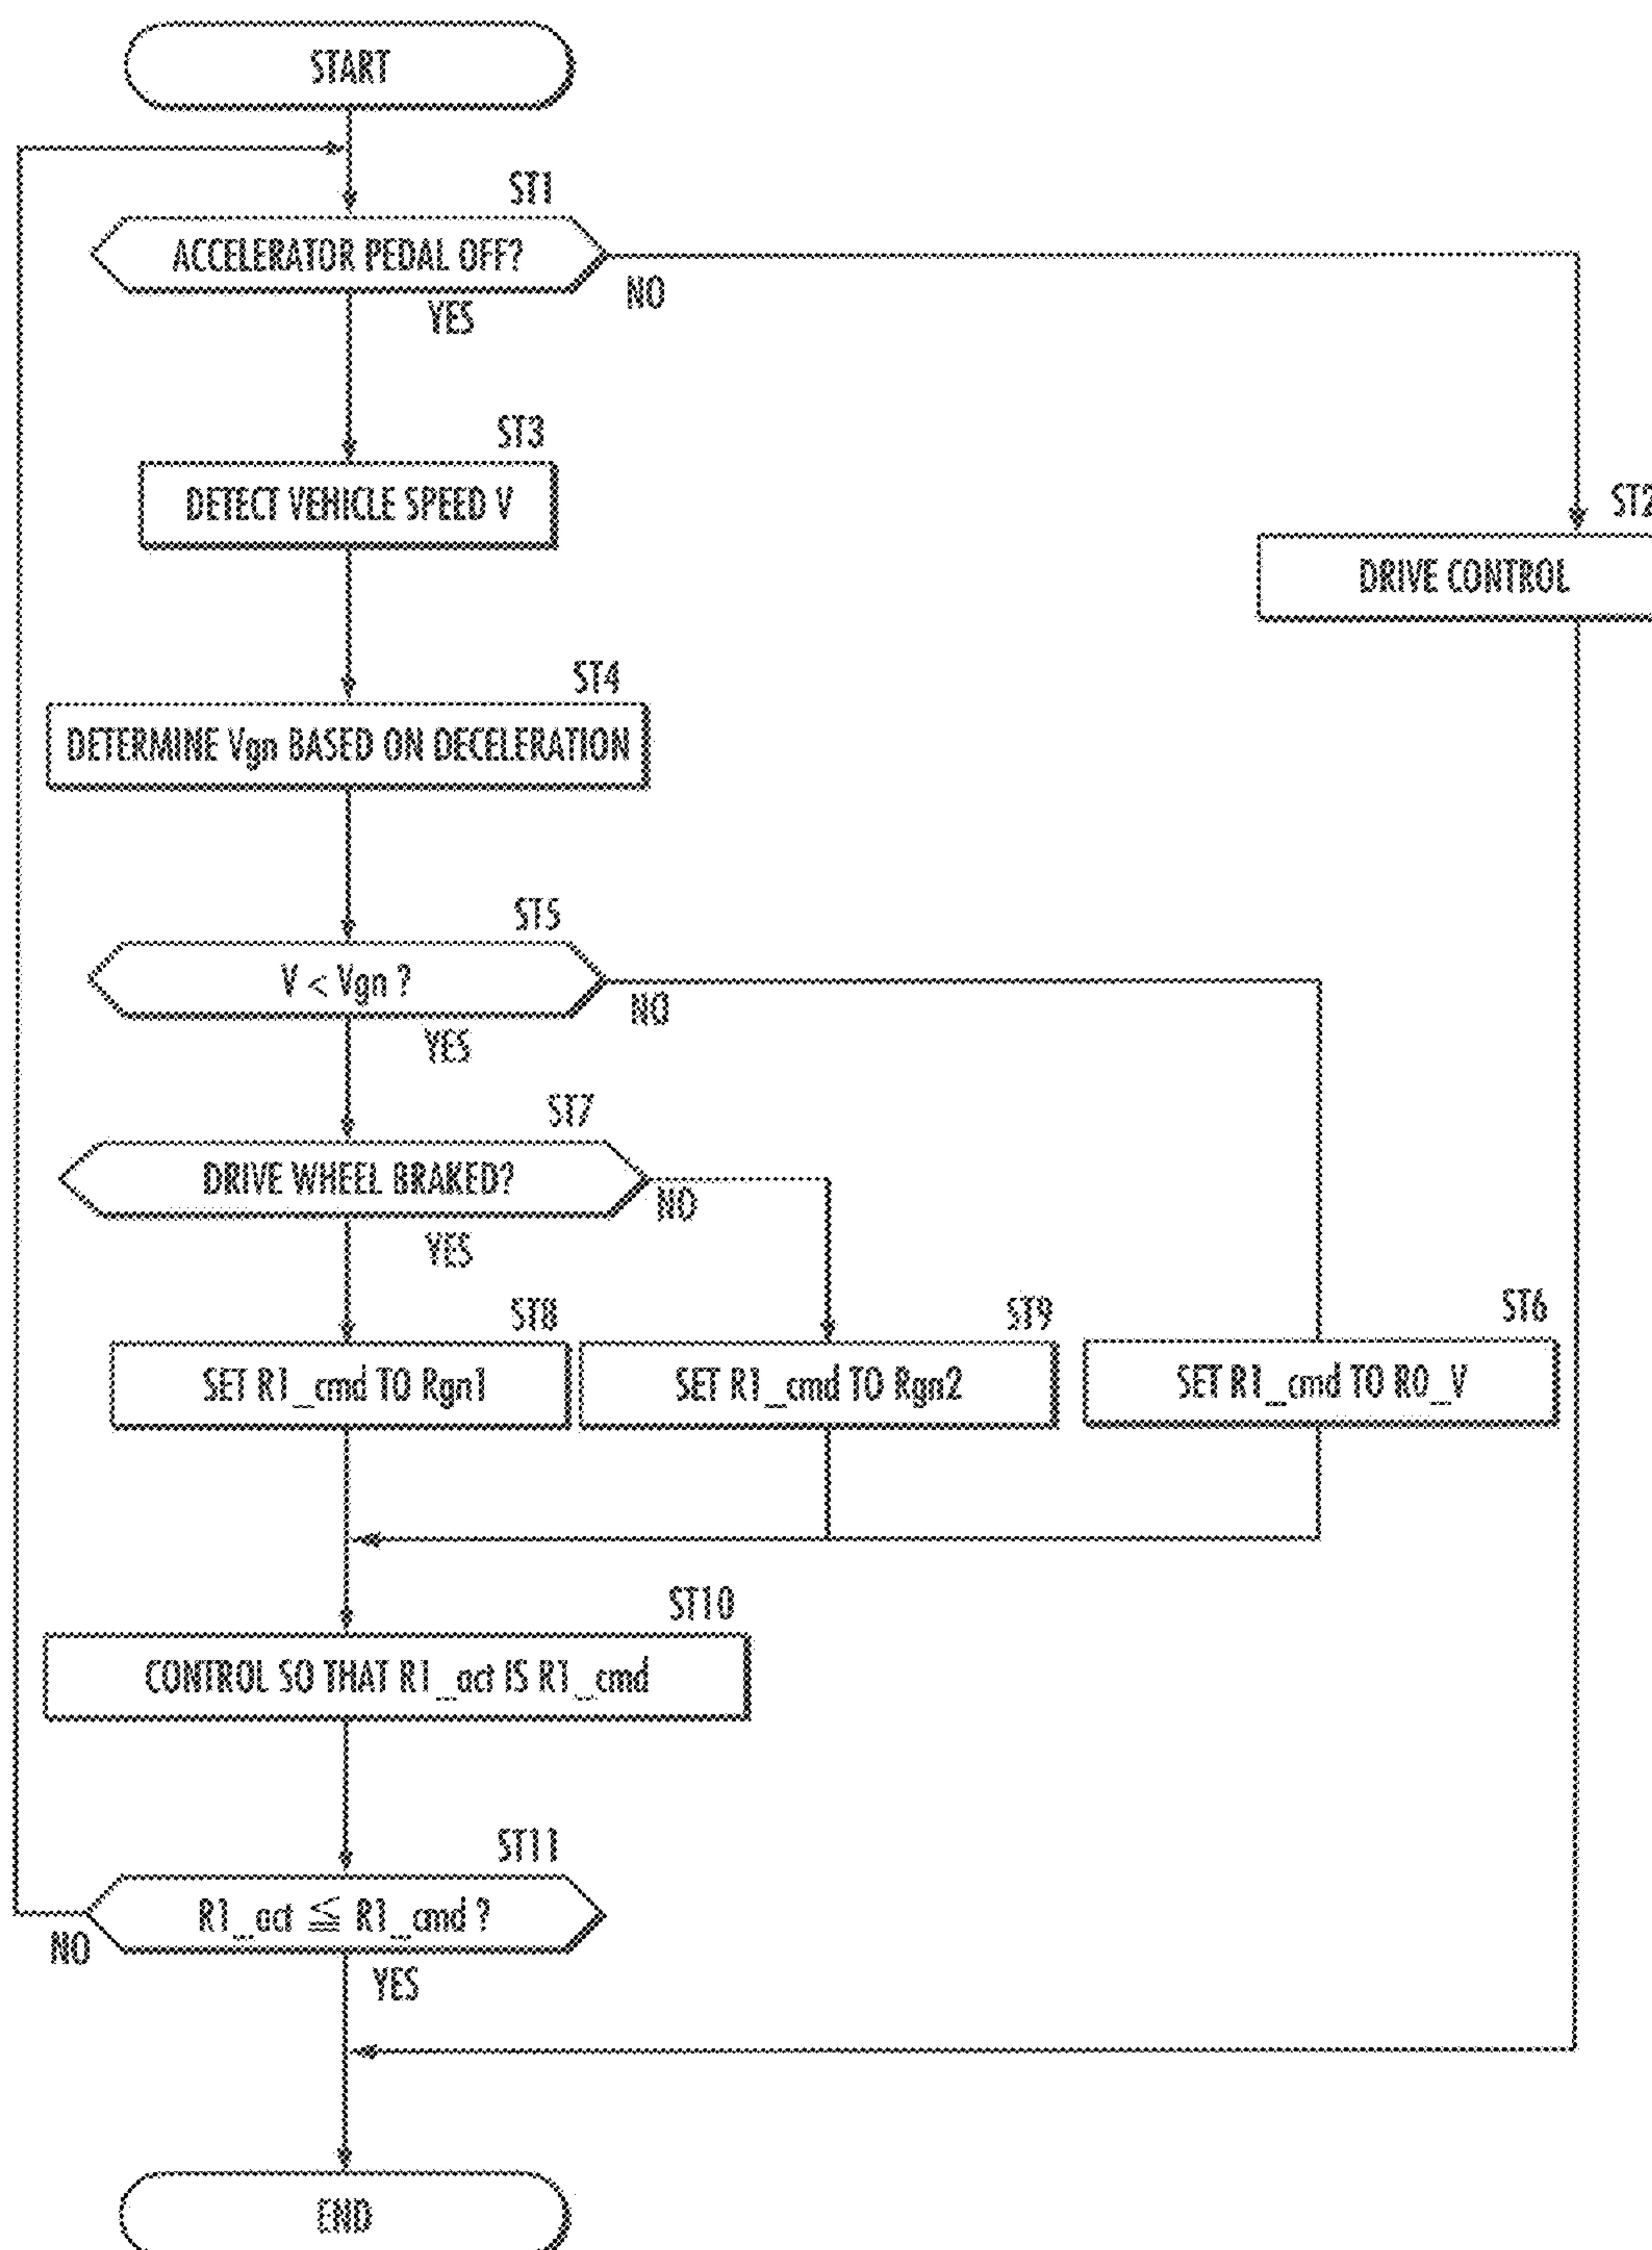 START
ST1
ACCELERATOR PEDAL OFF?
NO
YES
ST3
DETECT VEHICLE SPEED V
ST2
DRIVE CONTROL
ST4
DETERMINE Vgn BASED ON DECELERATION
ST5
V < Vgn ?
NO
YES
ST7
DRIVE WHEEL BRAKED?
NO
YES
ST8
SET R1_cmd TO Rgn1
ST9
SET R1_cmd TO Rgn2
ST6
SET R1_cmd TO R0_V
ST10
CONTROL SO THAT R1_act IS R1_cmd
ST11
R1_act ≦ R1_cmd ?
NO
YES
END